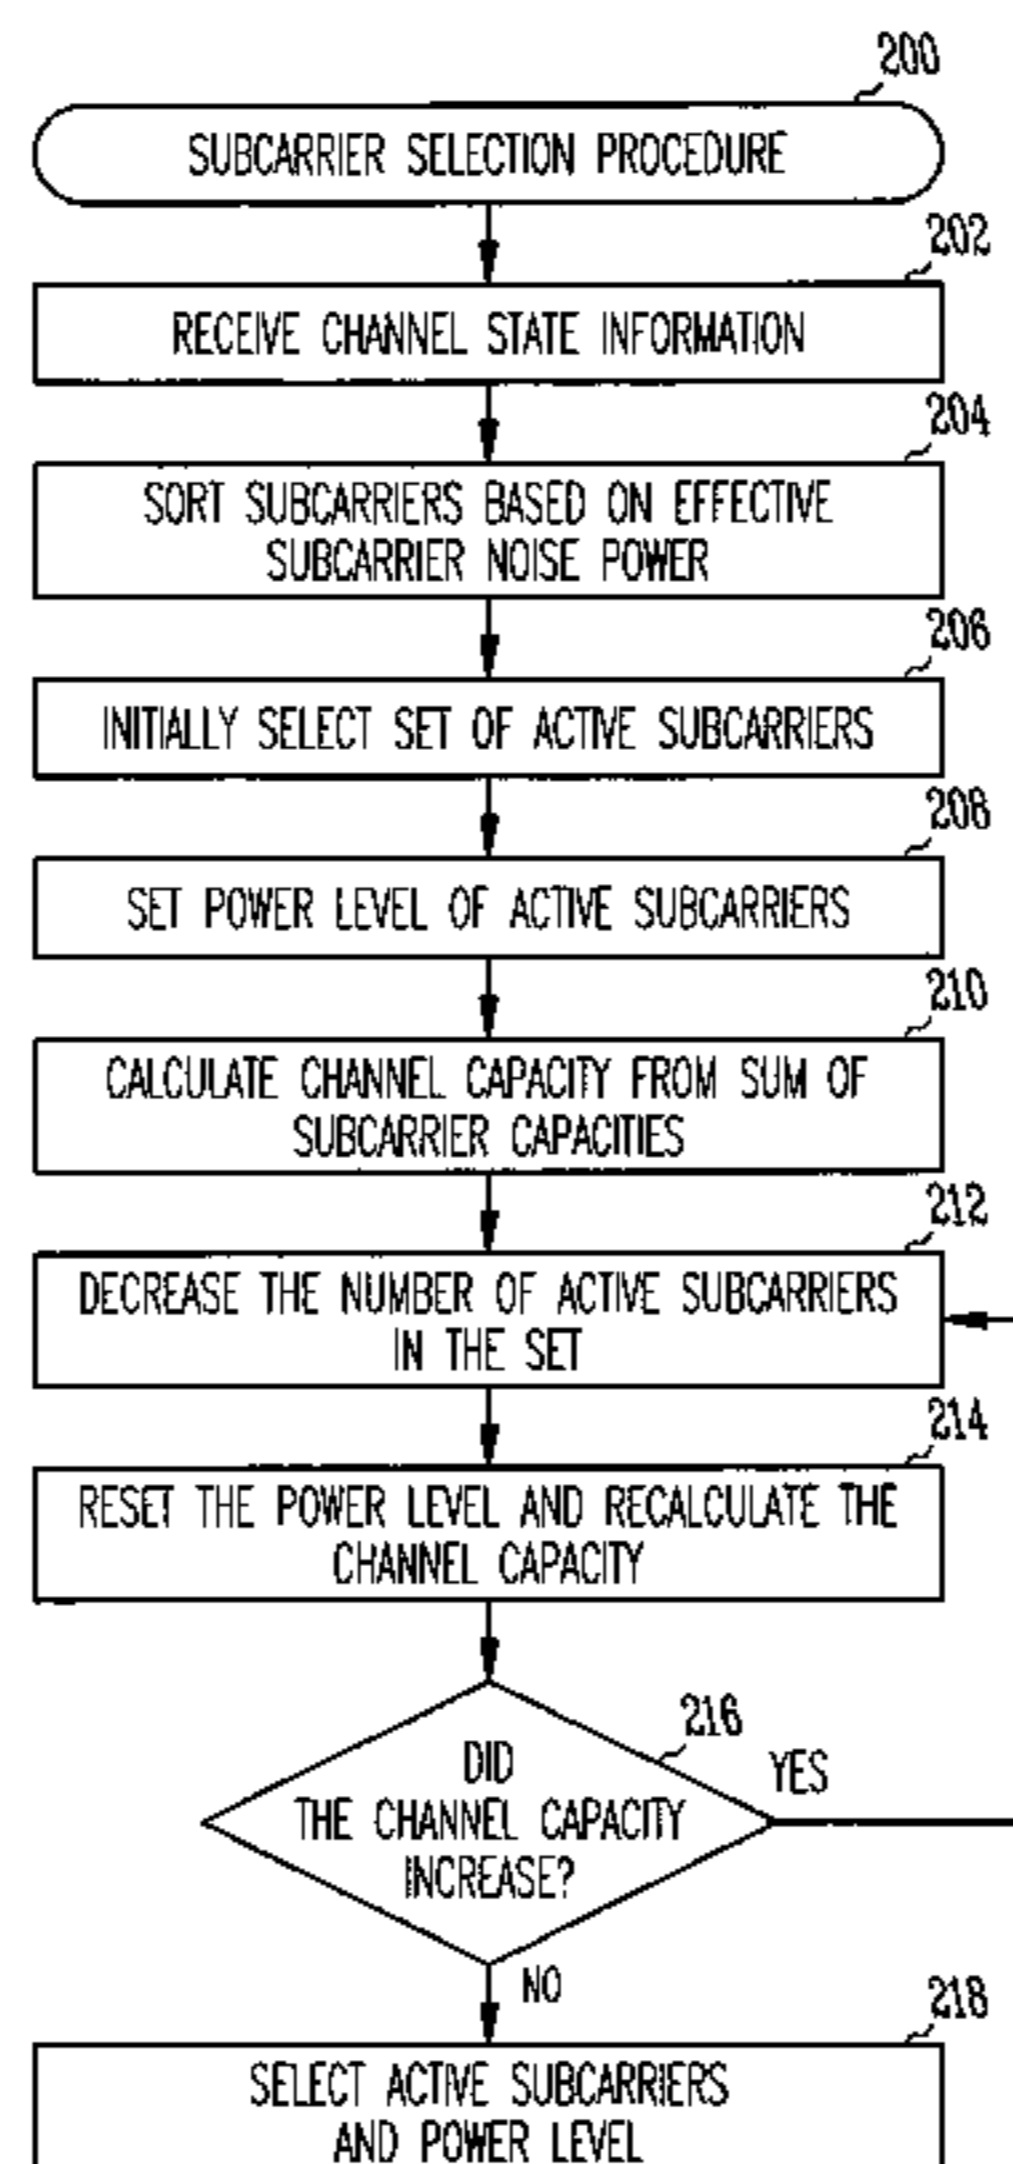 200
SUBCARRIER SELECTION PROCEDURE
202
RECEIVE CHANNEL STATE INFORMATION
204
SORT SUBCARRIERS BASED ON EFFECTIVE
SUBCARRIER NOISE POWER
206
INITIALLY SELECT SET OF ACTIVE SUBCARRIERS
208
SET POWER LEVEL OF ACTIVE SUBCARRIERS
210
CALCULATE CHANNEL CAPACITY FROM SUM OF
SUBCARRIER CAPACITIES
212
DECREASE THE NUMBER OF ACTIVE SUBCARRIERS
IN THE SET
214
RESET THE POWER LEVEL AND RECALCULATE THE
CHANNEL CAPACITY
216
DID
THE CHANNEL CAPACITY
INCREASE?
YES
NO
218
SELECT ACTIVE SUBCARRIERS
AND POWER LEVEL